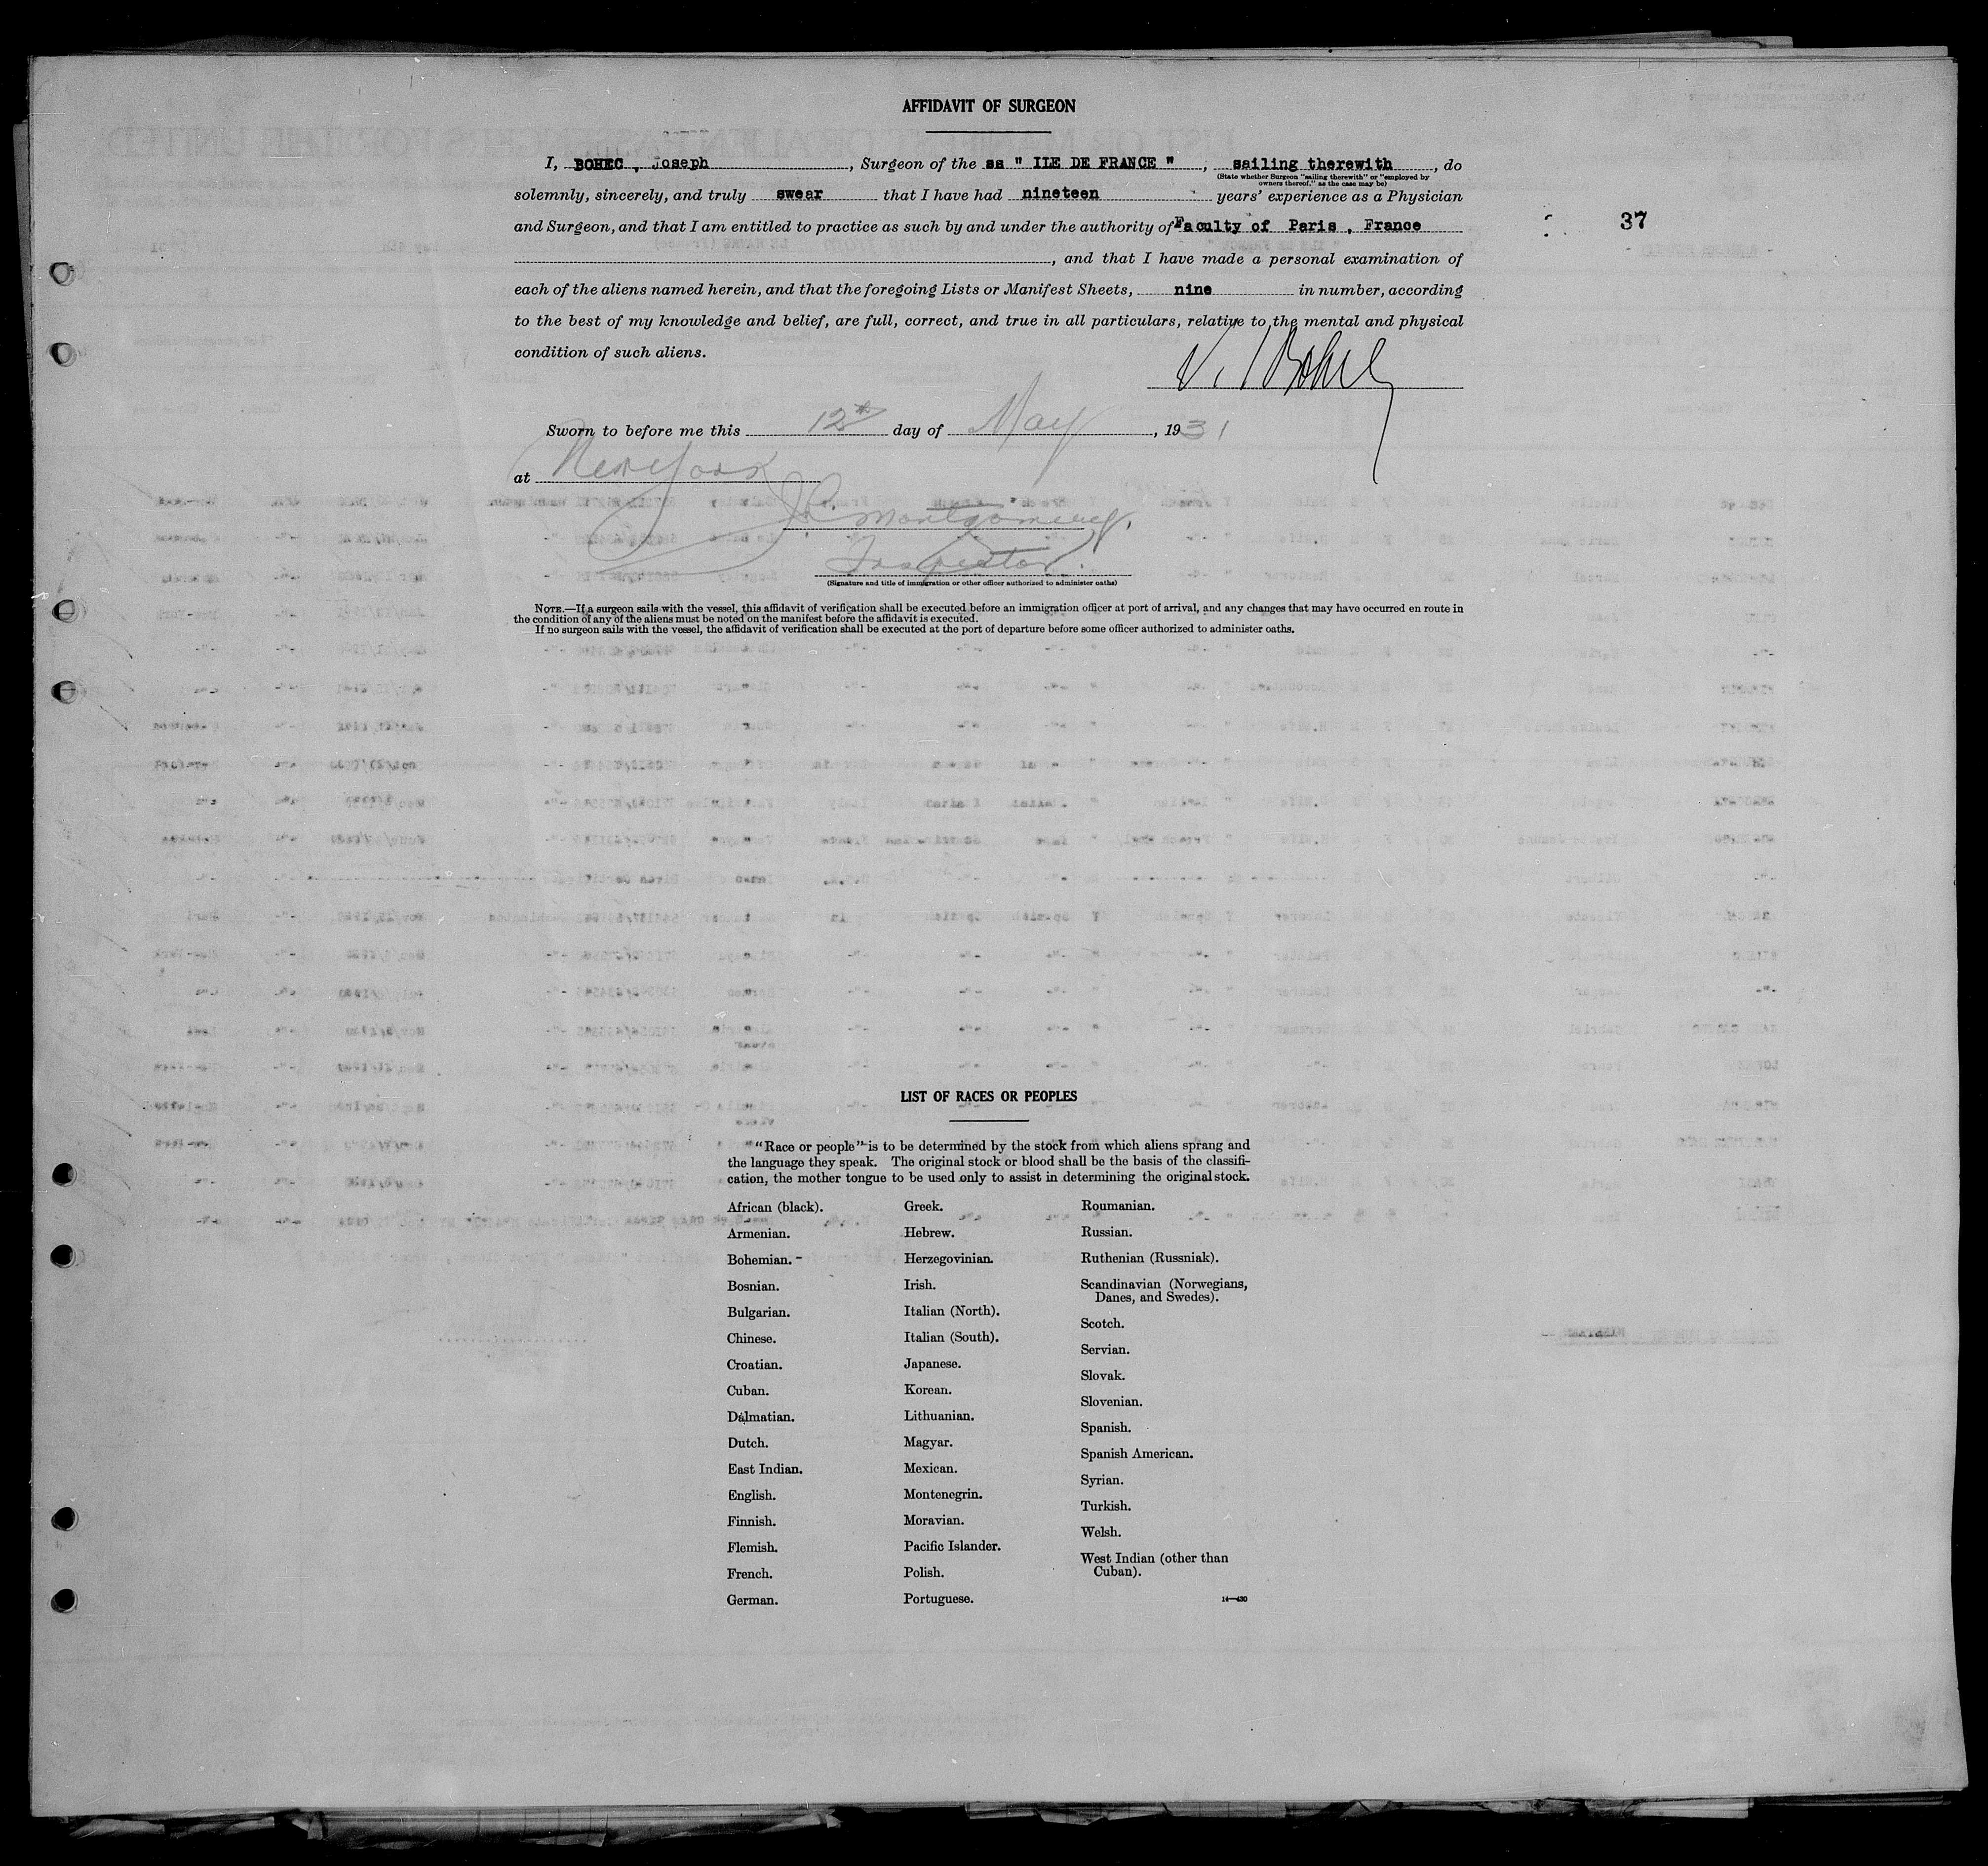 AFFIDAVIT OF SURGEON
I, BOHEC , Joseph , Surgeon of the ss " ILE DE FRANCE " , sailing therewith , do
(State whether Surgeon "sailing therewith" or "employed by
owners thereof," as the case may be)
solemnly, sincerely, and truly swear that I have had nineteen years' experience as a Physician
and Surgeon, and that I am entitled to practice as such by and under the authority of Faculty of Paris , France
37
, and that I have made a personal examination of
each of the aliens named herein, and that the foregoing Lists or Manifest Sheets, nine in number, according
to the best of my knowledge and belief, are full, correct, and true in all particulars, relative to the mental and physical
condition of such aliens.
Bohec
Sworn to before me this 12th day of May , 1931
at New York
Montgomery.
Inspector.
(Signature and title of immigration or other officer authorized to administer oaths)
NOTE.—If a surgeon sails with the vessel, this affidavit of verification shall be executed before an immigration officer at port of arrival, and any changes that may have occurred en route in
the condition of any of the aliens must be noted on the manifest before the affidavit is executed.
If no surgeon sails with the vessel, the affidavit of verification shall be executed at the port of departure before some officer authorized to administer oaths.
LIST OF RACES OR PEOPLES
"Race or people" is to be determined by the stock from which aliens sprang and
the language they speak. The original stock or blood shall be the basis of the classifi-
cation, the mother tongue to be used only to assist in determining the original stock.
African (black).
Armenian.
Bohemian.
Bosnian.
Bulgarian.
Chinese.
Croatian.
Cuban.
Dalmatian.
Dutch.
East Indian.
English.
Finnish.
Flemish.
French.
German.
Greek.
Hebrew.
Herzegovinian.
Irish.
Italian (North).
Italian (South).
Japanese.
Korean.
Lithuanian.
Magyar.
Mexican.
Montenegrin.
Moravian.
Pacific Islander.
Polish.
Portuguese.
Roumanian.
Russian.
Ruthenian (Russniak).
Scandinavian (Norwegians,
Danes, and Swedes).
Scotch.
Servian.
Slovak.
Slovenian.
Spanish.
Spanish American.
Syrian.
Turkish.
Welsh.
West Indian (other than
Cuban).
14—430